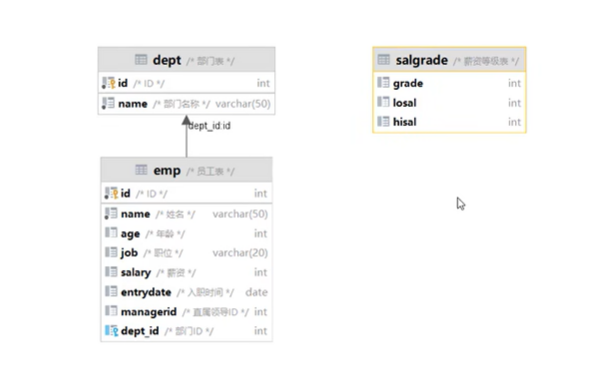 dept /* 部门表 */
id /* ID */ int
name /* 部门名称 */ varchar(50)
dept_id:id
emp /* 员工表 */
id /* ID */ int
name /* 姓名 */ varchar(50)
age /* 年龄 */ int
job /* 职位 */ varchar(20)
salary /* 薪资 */ int
entrydate /* 入职时间 */ date
managerid /* 直属领导ID */ int
dept_id /* 部门ID */ int
salgrade /* 薪资等级表 */
grade int
losal int
hisal int